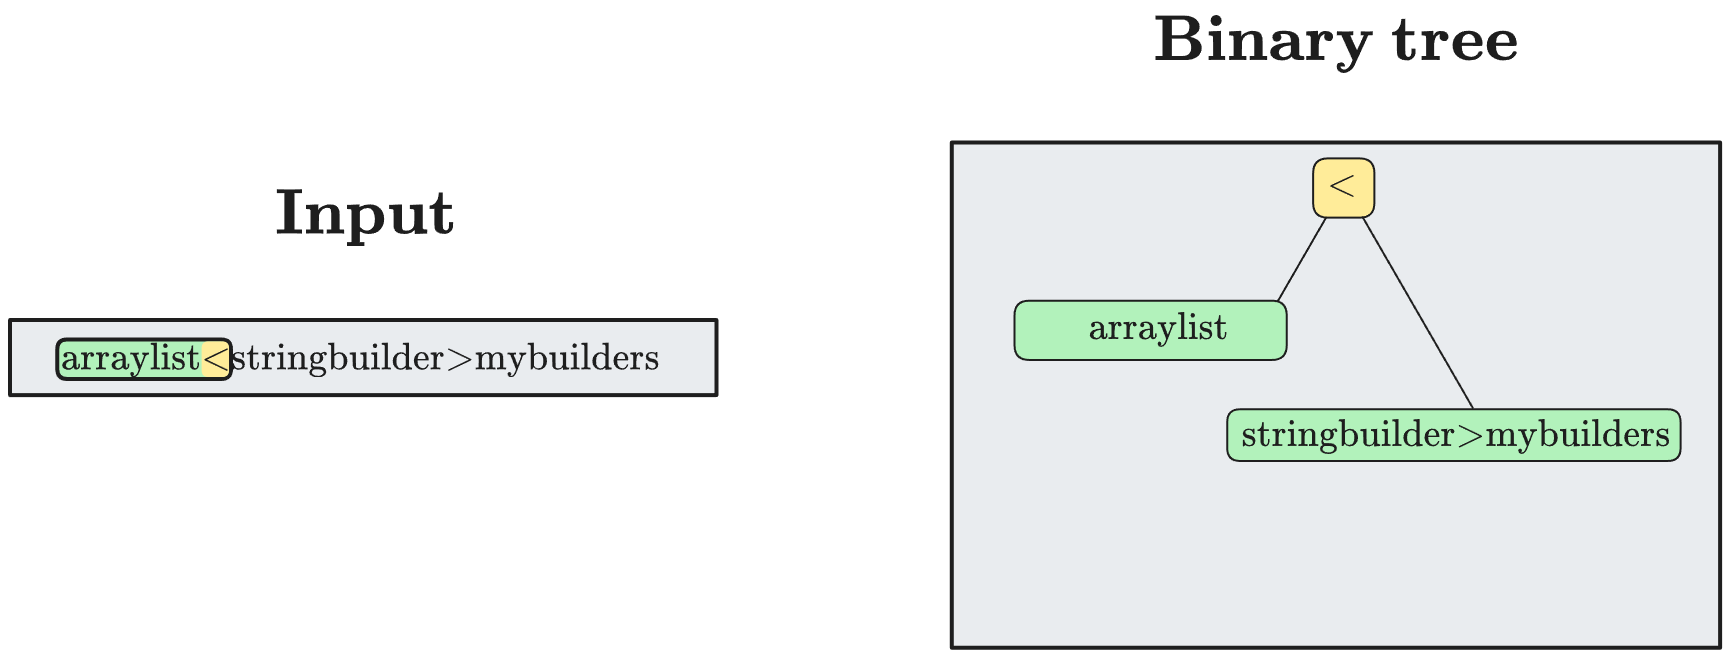 Input
arraylist<stringbuilder>mybuilders
Binary tree
<
arraylist
stringbuilder>mybuilders